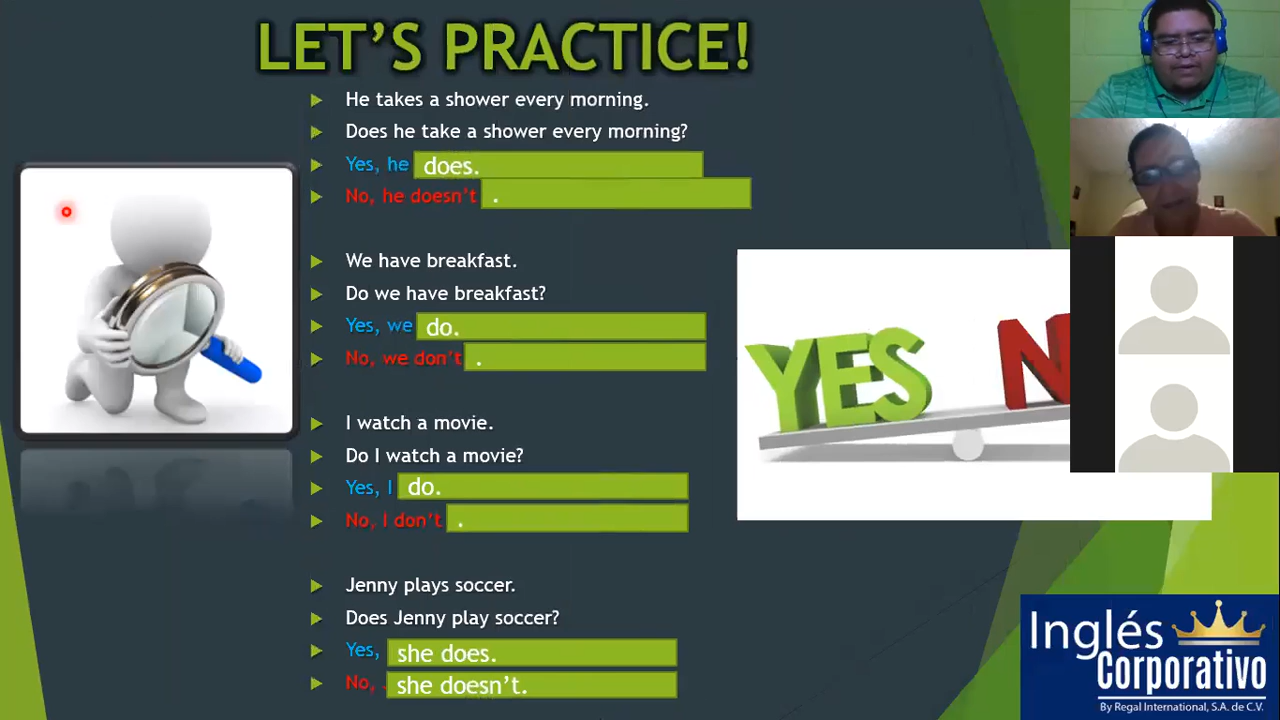 LET'S PRACTICE!
He takes a shower every morning.
Does he take a shower every morning?
Yes, he does.
No, he doesn't .
We have breakfast.
Do we have breakfast?
Yes, we do.
No, we don't .
I watch a movie.
Do I watch a movie?
Yes, I do.
No, I don't .
Jenny plays soccer.
Does Jenny play soccer?
Yes, she does.
No, she doesn't.
YES N
Inglés
Corporativo
By Regal International, S.A. de C.V.